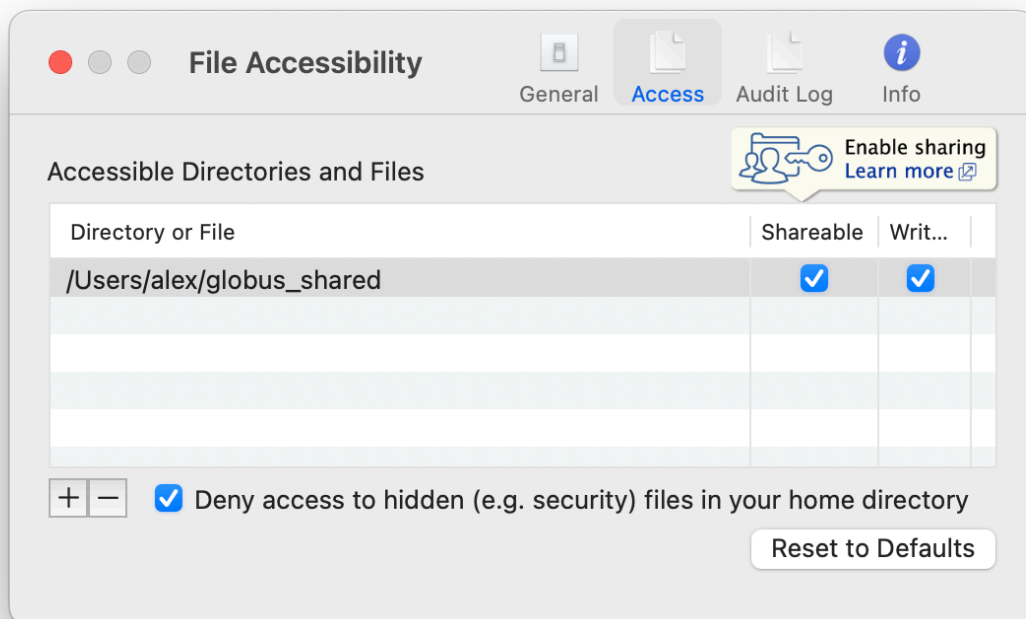 File Accessibility
General
Access
Audit Log
Info
Enable sharing
Learn more
Accessible Directories and Files
Directory or File
Shareable
Writ...
/Users/alex/globus_shared
Deny access to hidden (e.g. security) files in your home directory
Reset to Defaults